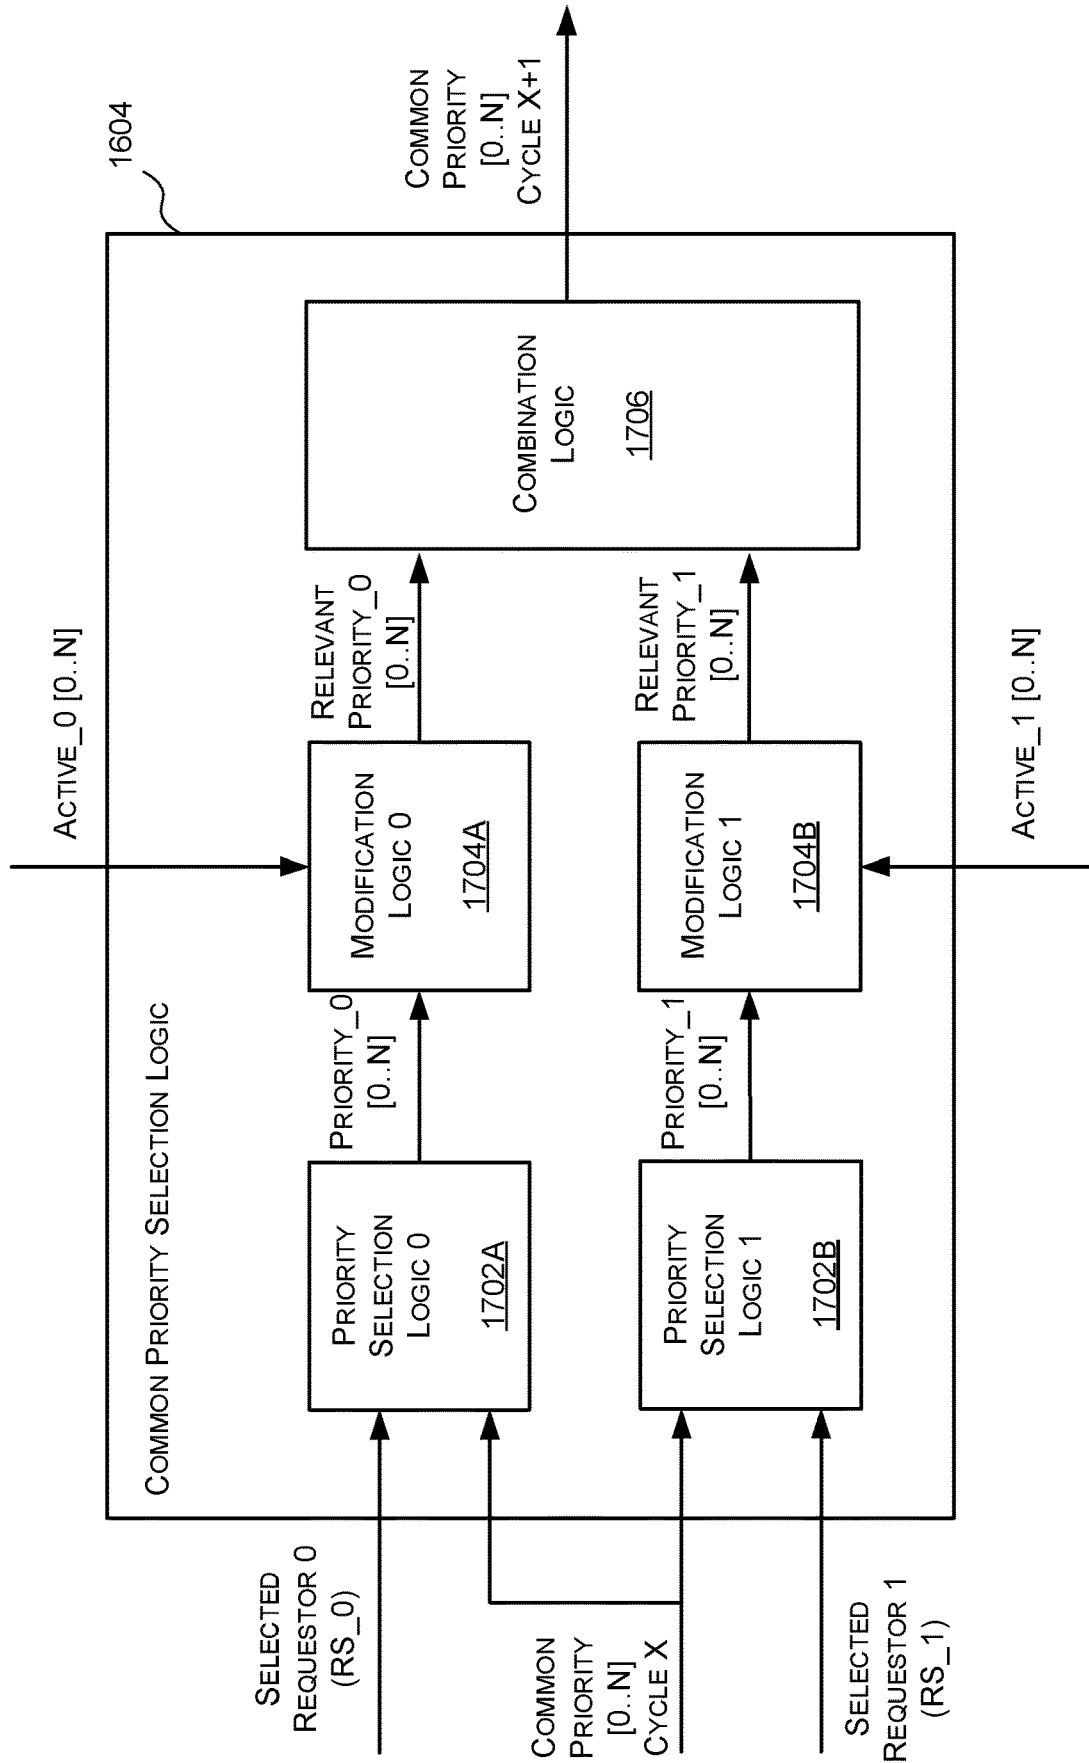 COMMON PRIORITY SELECTION LOGIC
1604
ACTIVE_0 [0..N]
SELECTED
REQUESTOR 0
(RS_0)
PRIORITY
SELECTION
LOGIC 0
1702A
PRIORITY_0
[0..N]
MODIFICATION
LOGIC 0
1704A
RELEVANT
PRIORITY_0
[0..N]
COMBINATION
LOGIC
1706
COMMON
PRIORITY
[0..N]
CYCLE X+1
COMMON
PRIORITY
[0..N]
CYCLE X
SELECTED
REQUESTOR 1
(RS_1)
PRIORITY
SELECTION
LOGIC 1
1702B
PRIORITY_1
[0..N]
MODIFICATION
LOGIC 1
1704B
RELEVANT
PRIORITY_1
[0..N]
ACTIVE_1 [0..N]